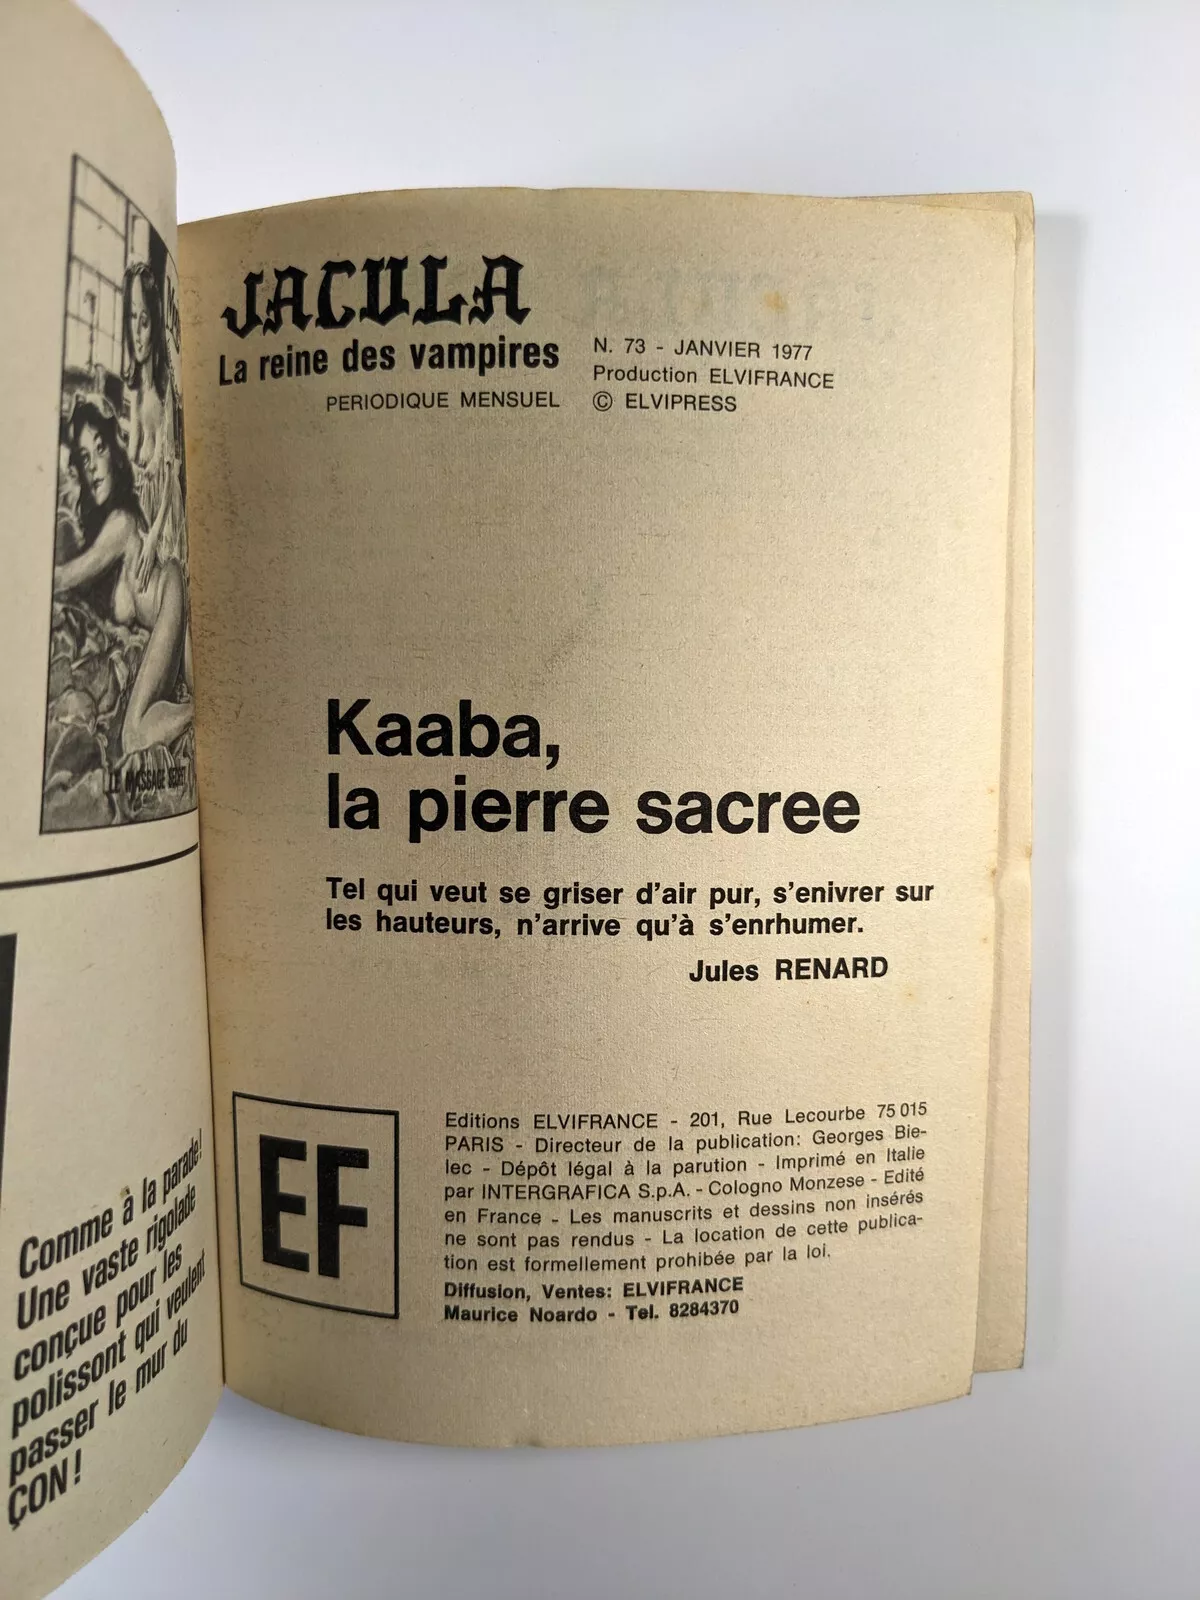 LE MASSAGE SECRET
Comme à la parade!
Une vaste rigolade
conçue pour les
polissont qui veulent
passer le mur du
ÇON!
JACULA
La reine des vampires
PERIODIQUE MENSUEL
N. 73 - JANVIER 1977
Production ELVIFRANCE
© ELVIPRESS
Kaaba,
la pierre sacree
Tel qui veut se griser d'air pur, s'enivrer sur
les hauteurs, n'arrive qu'à s'enrhumer.
Jules RENARD
EF
Editions ELVIFRANCE - 201, Rue Lecourbe 75 015
PARIS - Directeur de la publication: Georges Bie-
lec - Dépôt légal à la parution - Imprimé en Italie
par INTERGRAFICA S.p.A. - Cologno Monzese - Edité
en France - Les manuscrits et dessins non insérés
ne sont pas rendus - La location de cette publica-
tion est formellement prohibée par la loi.
Diffusion, Ventes: ELVIFRANCE
Maurice Noardo - Tel. 8284370